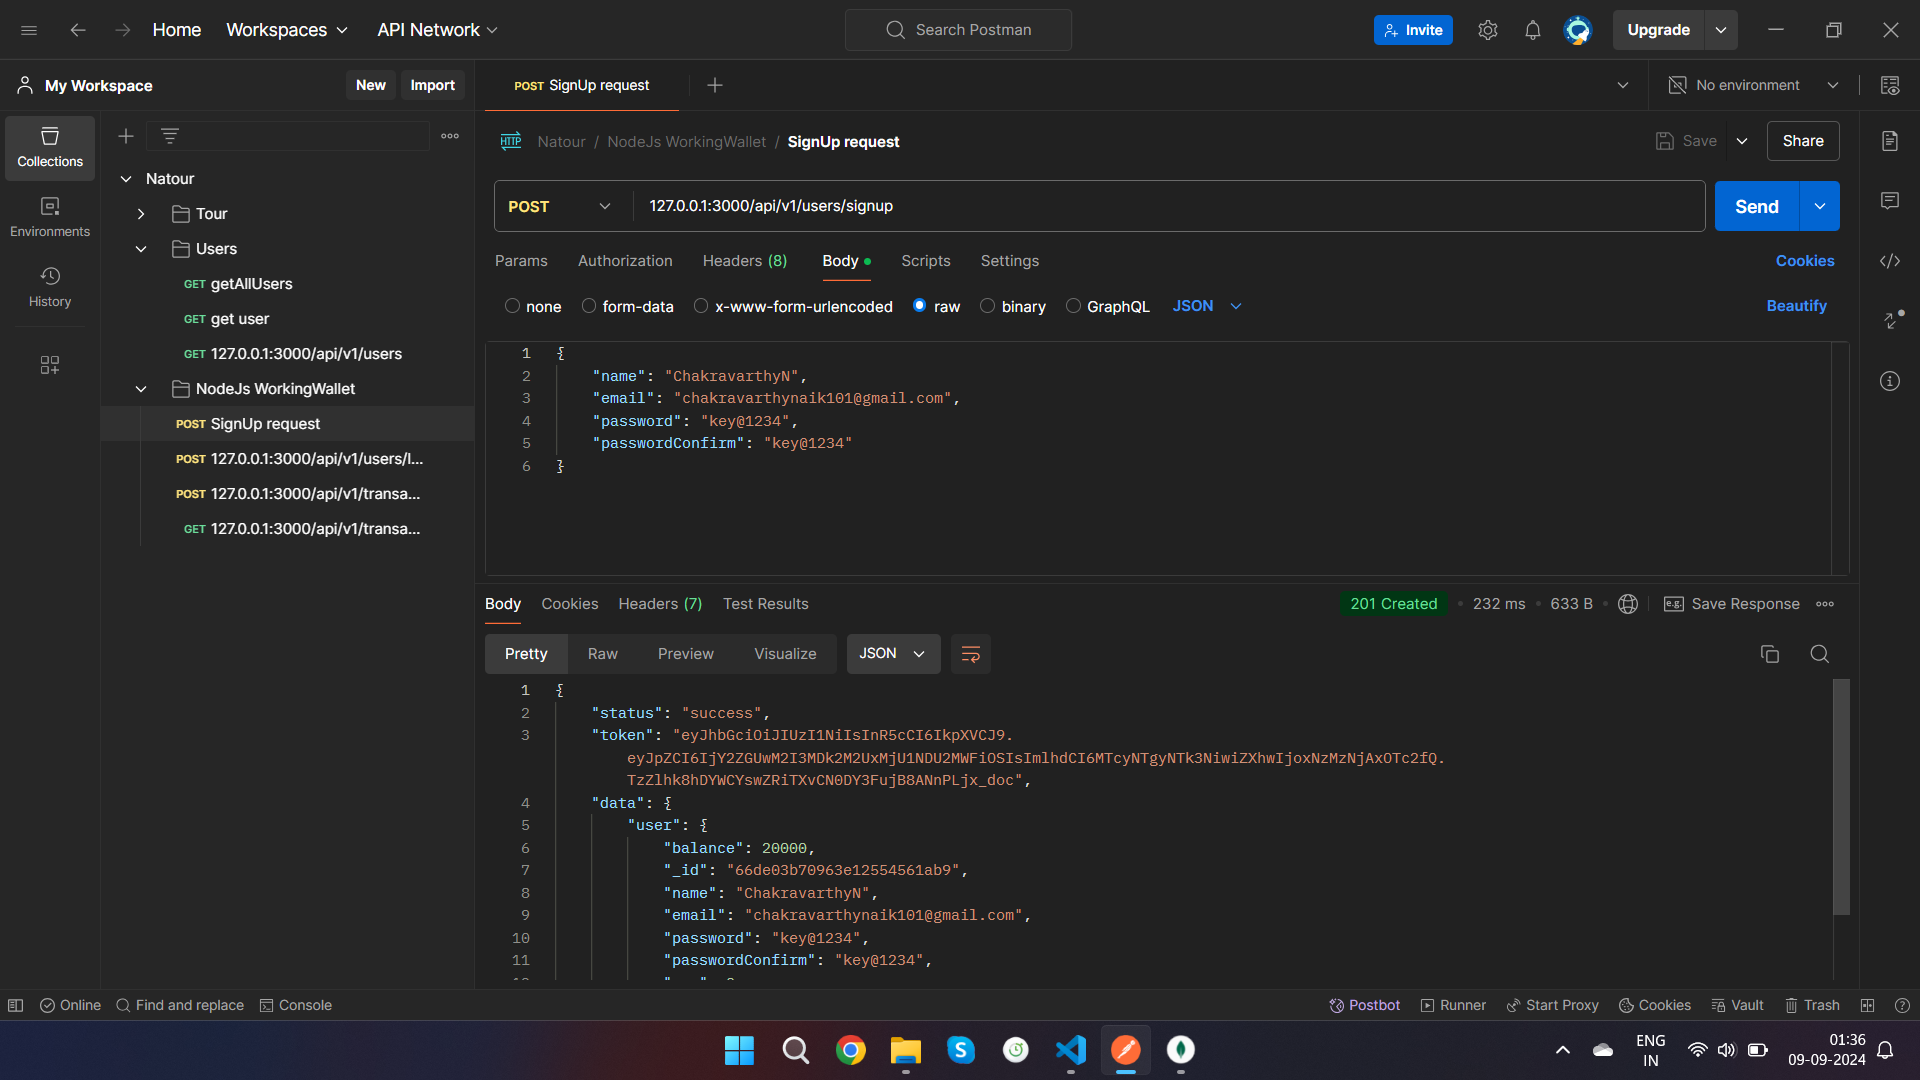 Home Workspaces API Network Search Postman Invite Upgrade
My Workspace New Import POST SignUp request No environment
Collections
Environments
History
Natour
Tour
Users
GET getAllUsers
GET get user
GET 127.0.0.1:3000/api/v1/users
NodeJs WorkingWallet
POST SignUp request
POST 127.0.0.1:3000/api/v1/users/l...
POST 127.0.0.1:3000/api/v1/transa...
GET 127.0.0.1:3000/api/v1/transa...
HTTP Natour / NodeJs WorkingWallet / SignUp request Save Share
POST 127.0.0.1:3000/api/v1/users/signup Send
Params Authorization Headers (8) Body Scripts Settings Cookies
none form-data x-www-form-urlencoded raw binary GraphQL JSON Beautify
1 {
2 "name": "ChakravarthyN",
3 "email": "chakravarthynaik101@gmail.com",
4 "password": "key@1234",
5 "passwordConfirm": "key@1234"
6 }
Body Cookies Headers (7) Test Results 201 Created 232 ms 633 B e.g. Save Response
Pretty Raw Preview Visualize JSON
1 {
2 "status": "success",
3 "token": "eyJhbGciOiJIUzI1NiIsInR5cCI6IkpXVCJ9.
eyJpZCI6IjY2ZGUwM2I3MDk2M2UxMjU1NDU2MWFiOSIsImlhdCI6MTcyNTgyNTk3NiwiZXhwIjoxNzMzNjAxOTc2fQ.
TzZlhk8hDYWCYswZRiTXvCN0DY3FujB8ANnPLjx_doc",
4 "data": {
5 "user": {
6 "balance": 20000,
7 "_id": "66de03b70963e12554561ab9",
8 "name": "ChakravarthyN",
9 "email": "chakravarthynaik101@gmail.com",
10 "password": "key@1234",
11 "passwordConfirm": "key@1234",
Online Find and replace Console Postbot Runner Start Proxy Cookies Vault Trash
ENG
IN
01:36
09-09-2024